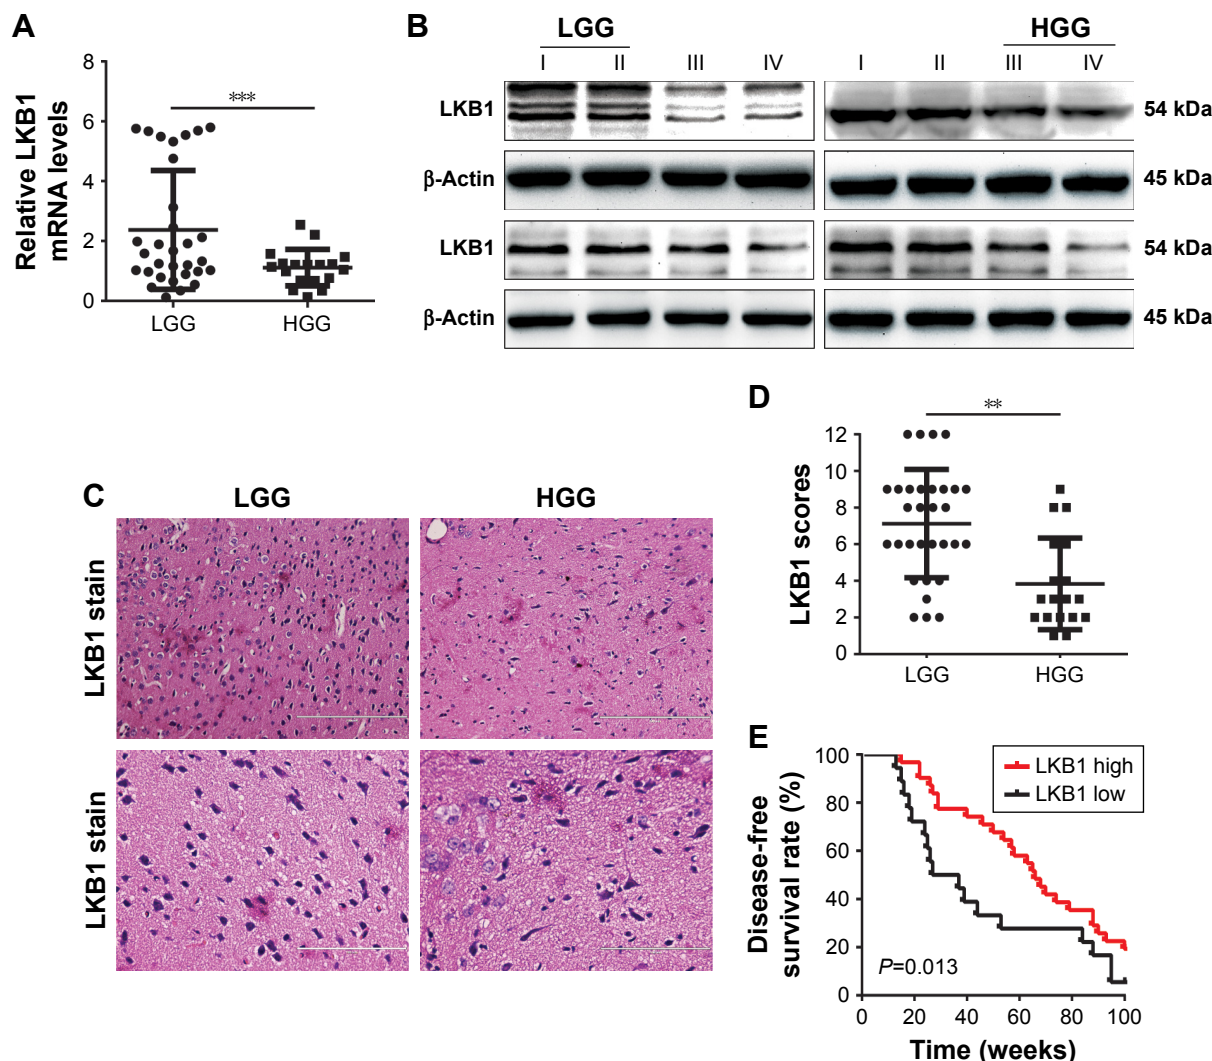 A
Relative LKB1
mRNA levels
8
6
4
2
0
***
LGG
HGG
B
LGG
HGG
I
II
III
IV
I
II
III
IV
LKB1
54 kDa
β-Actin
45 kDa
LKB1
54 kDa
β-Actin
45 kDa
C
LGG
HGG
LKB1 stain
LKB1 stain
D
LKB1 scores
12
10
8
6
4
2
0
**
LGG
HGG
E
Disease-free
survival rate (%)
100
80
60
40
20
0
LKB1 high
LKB1 low
P=0.013
0
20
40
60
80
100
Time (weeks)